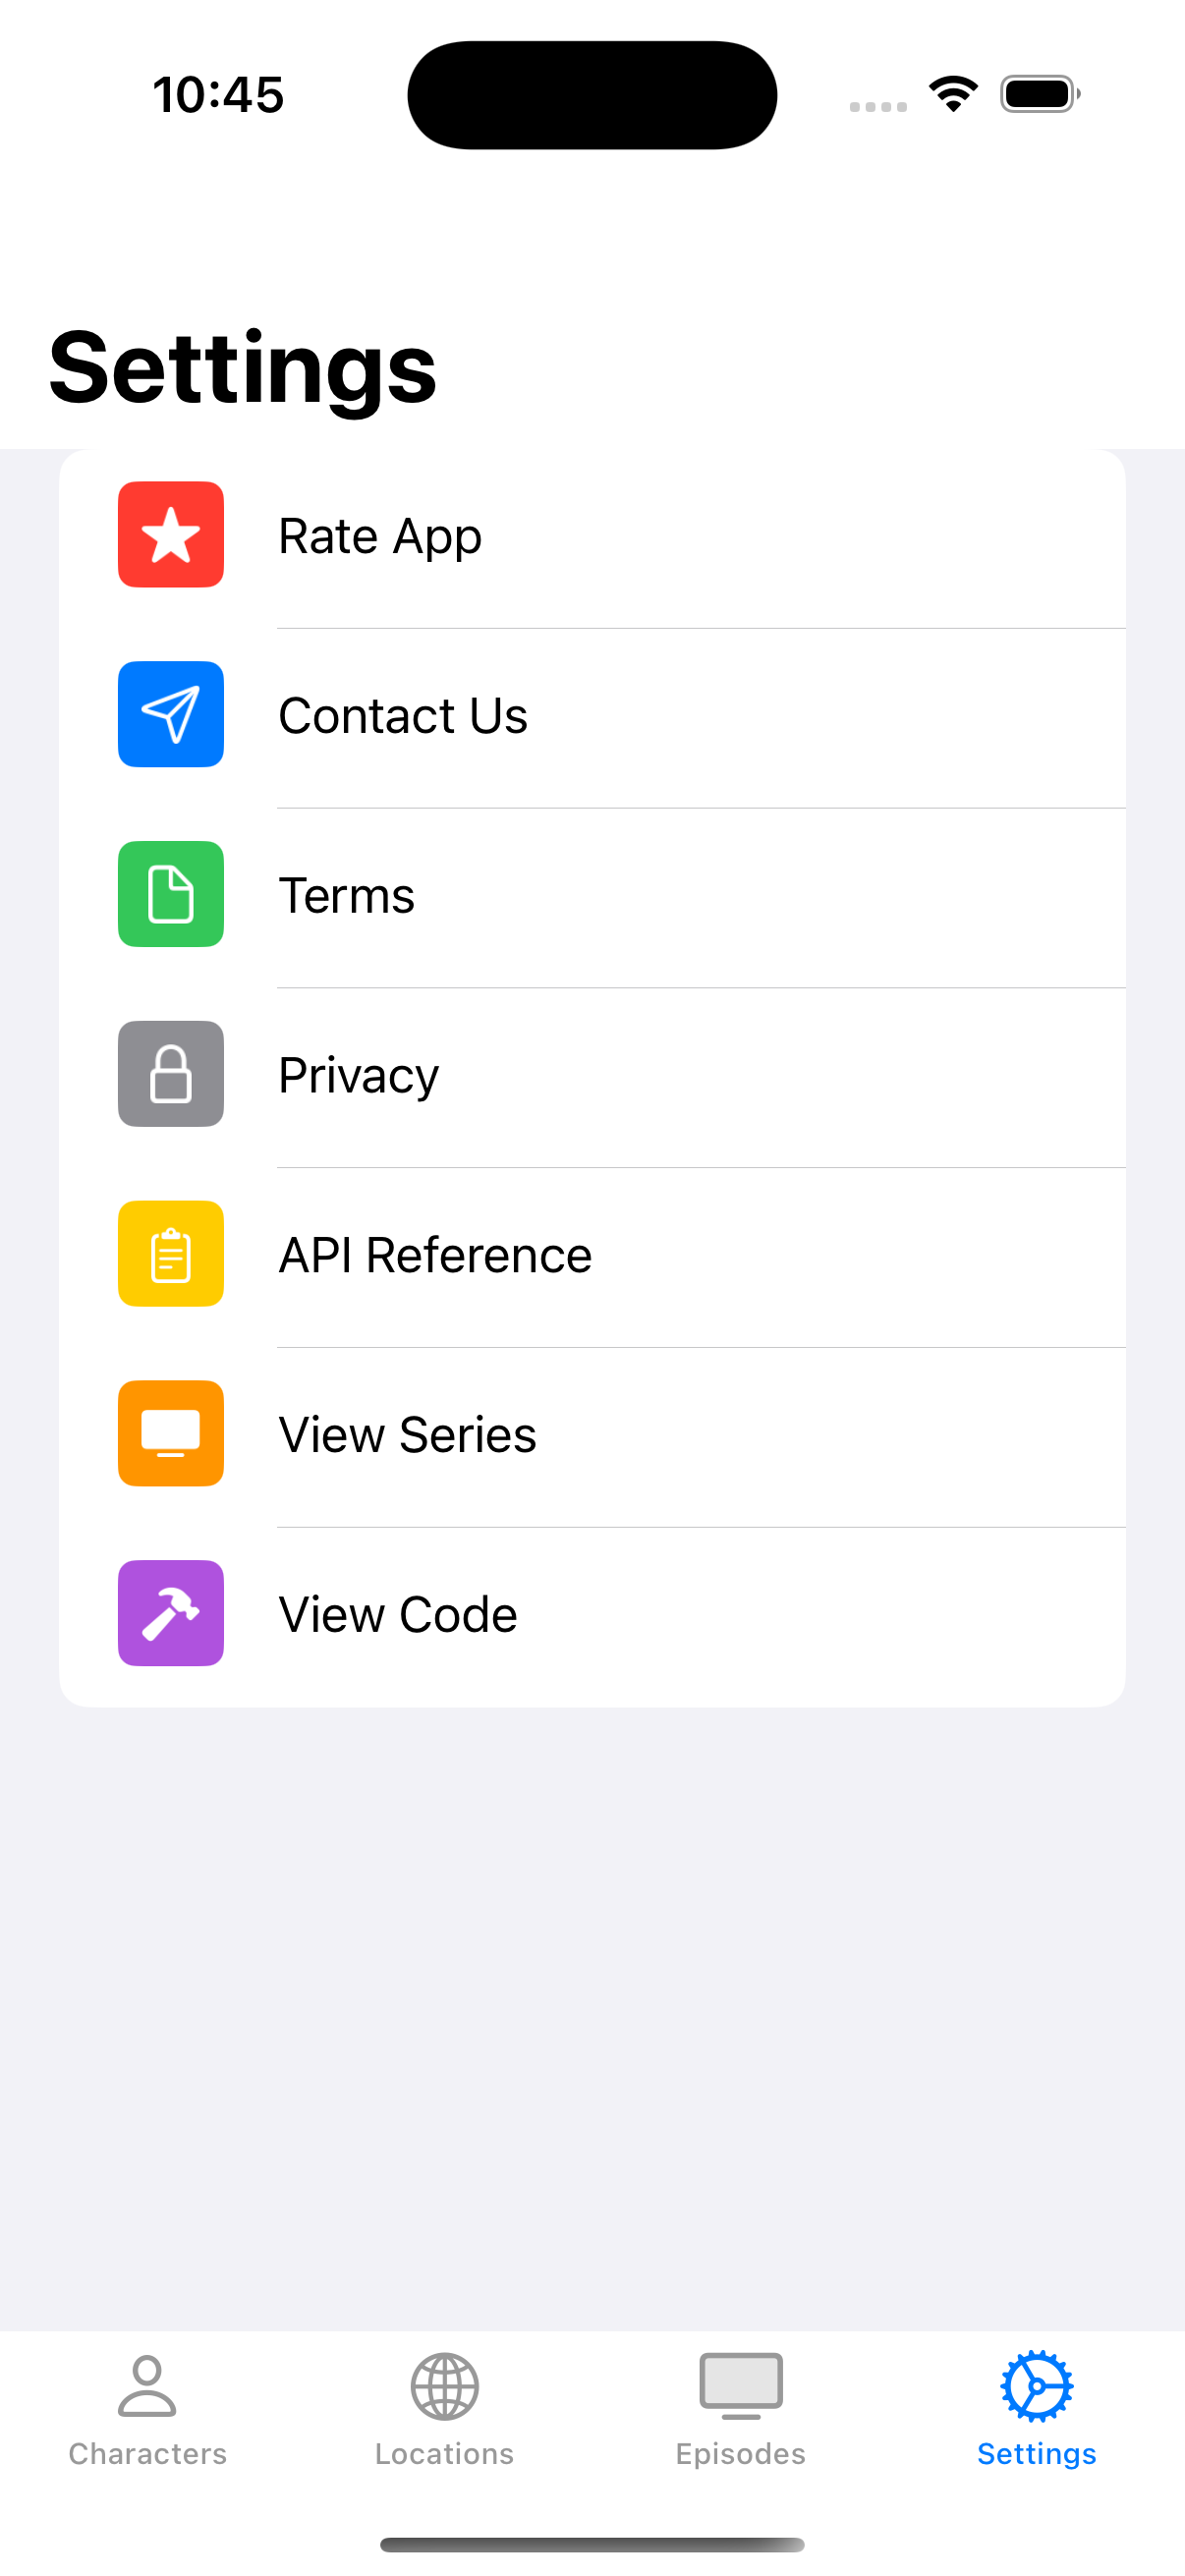 10:45
Settings
Rate App
Contact Us
Terms
Privacy
API Reference
View Series
View Code
Characters
Locations
Episodes
Settings